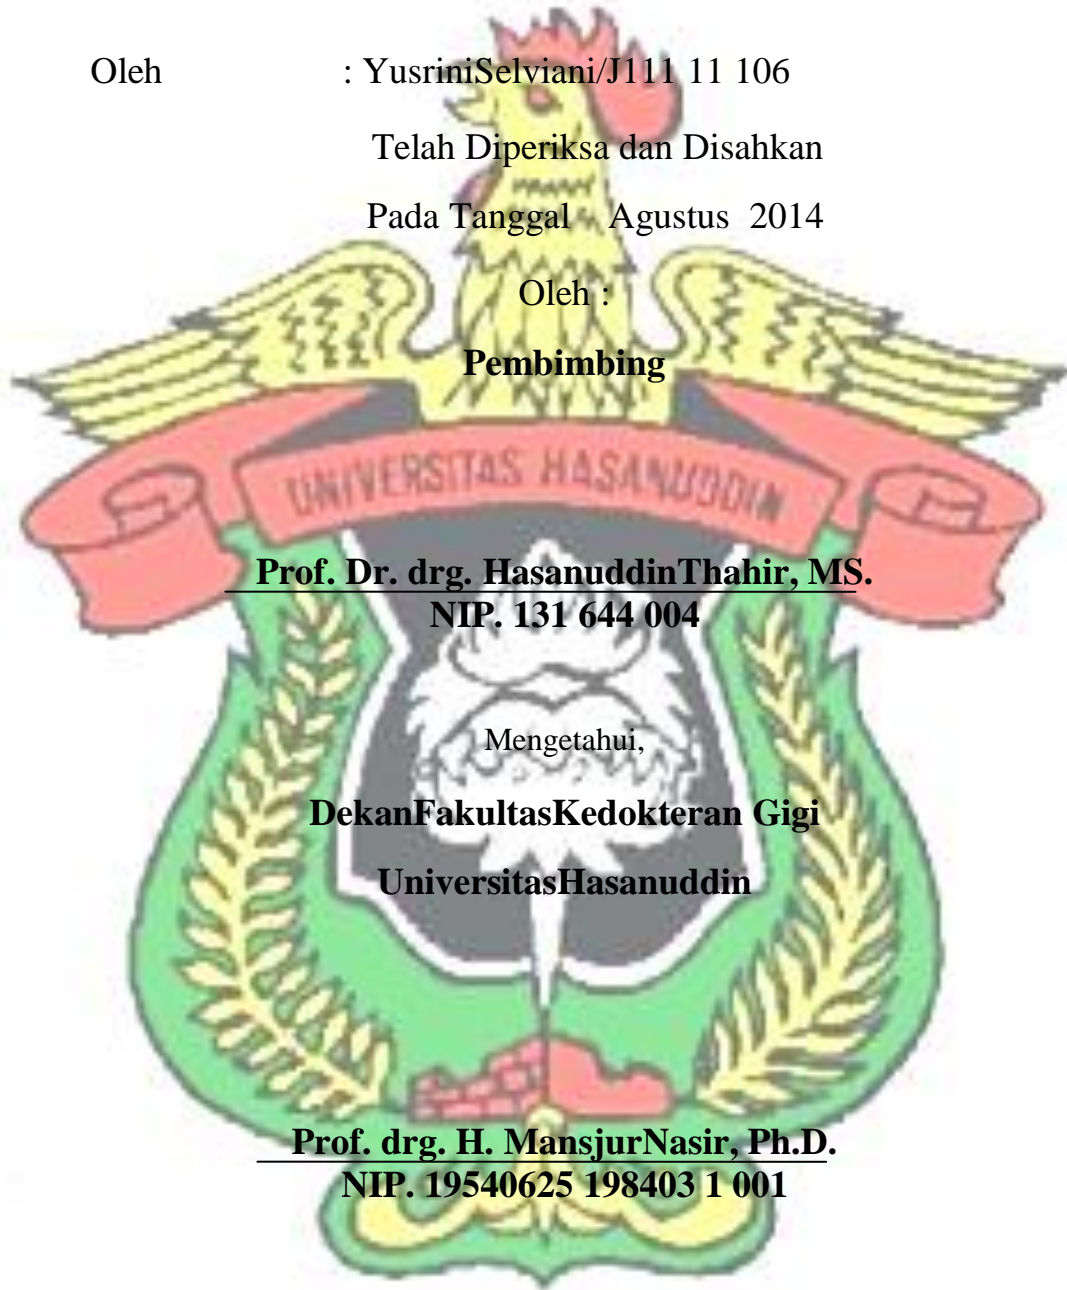 Oleh : YusriniSelviani/J111 11 106
Telah Diperiksa dan Disahkan
Pada Tanggal Agustus 2014
Oleh :
Pembimbing
UNIVERSITAS HASANUDDIN
Prof. Dr. drg. HasanuddinThahir, MS.
NIP. 131 644 004
Mengetahui,
DekanFakultasKedokteran Gigi
UniversitasHasanuddin
Prof. drg. H. MansjurNasir, Ph.D.
NIP. 19540625 198403 1 001